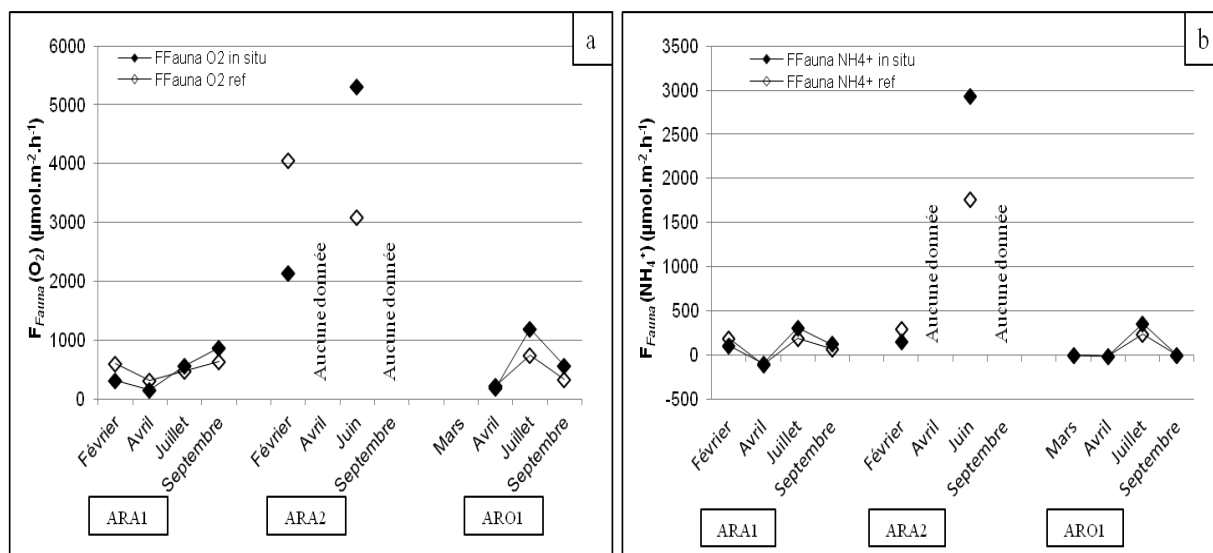 a
FFauna O2 in situ
FFauna O2 ref
6000
5000
4000
3000
2000
1000
0
F_Fauna (O₂) (µmol.m⁻².h⁻¹)
Aucune donnée
Aucune donnée
Février
Avril
Juillet
Septembre
Février
Avril
Juin
Septembre
Mars
Avril
Juillet
Septembre
ARA1
ARA2
ARO1
b
FFauna NH4+ in situ
FFauna NH4+ ref
3500
3000
2500
2000
1500
1000
500
0
-500
F_Fauna (NH₄⁺) (µmol.m⁻².h⁻¹)
Aucune donnée
Aucune donnée
Février
Avril
Juillet
Septembre
Février
Avril
Juin
Septembre
Mars
Avril
Juillet
Septembre
ARA1
ARA2
ARO1